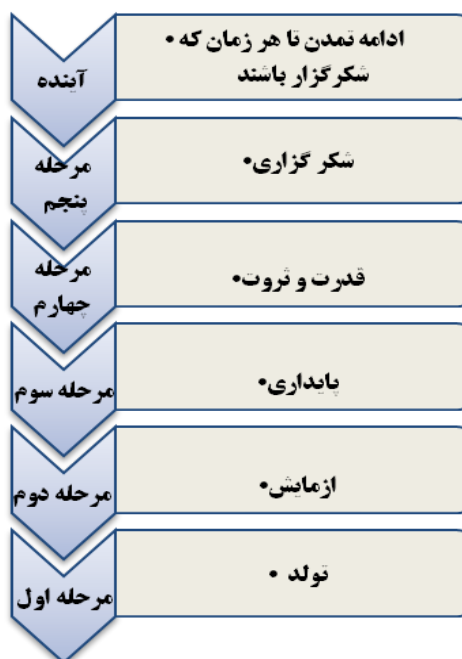 ادامه تمدن تا هر زمان که •
شکرگزار باشند
آینده
شکر گزاری•
مرحله
پنجم
قدرت و ثروت•
مرحله
چهارم
پایداری•
مرحله سوم
ازمایش•
مرحله دوم
تولد •
مرحله اول